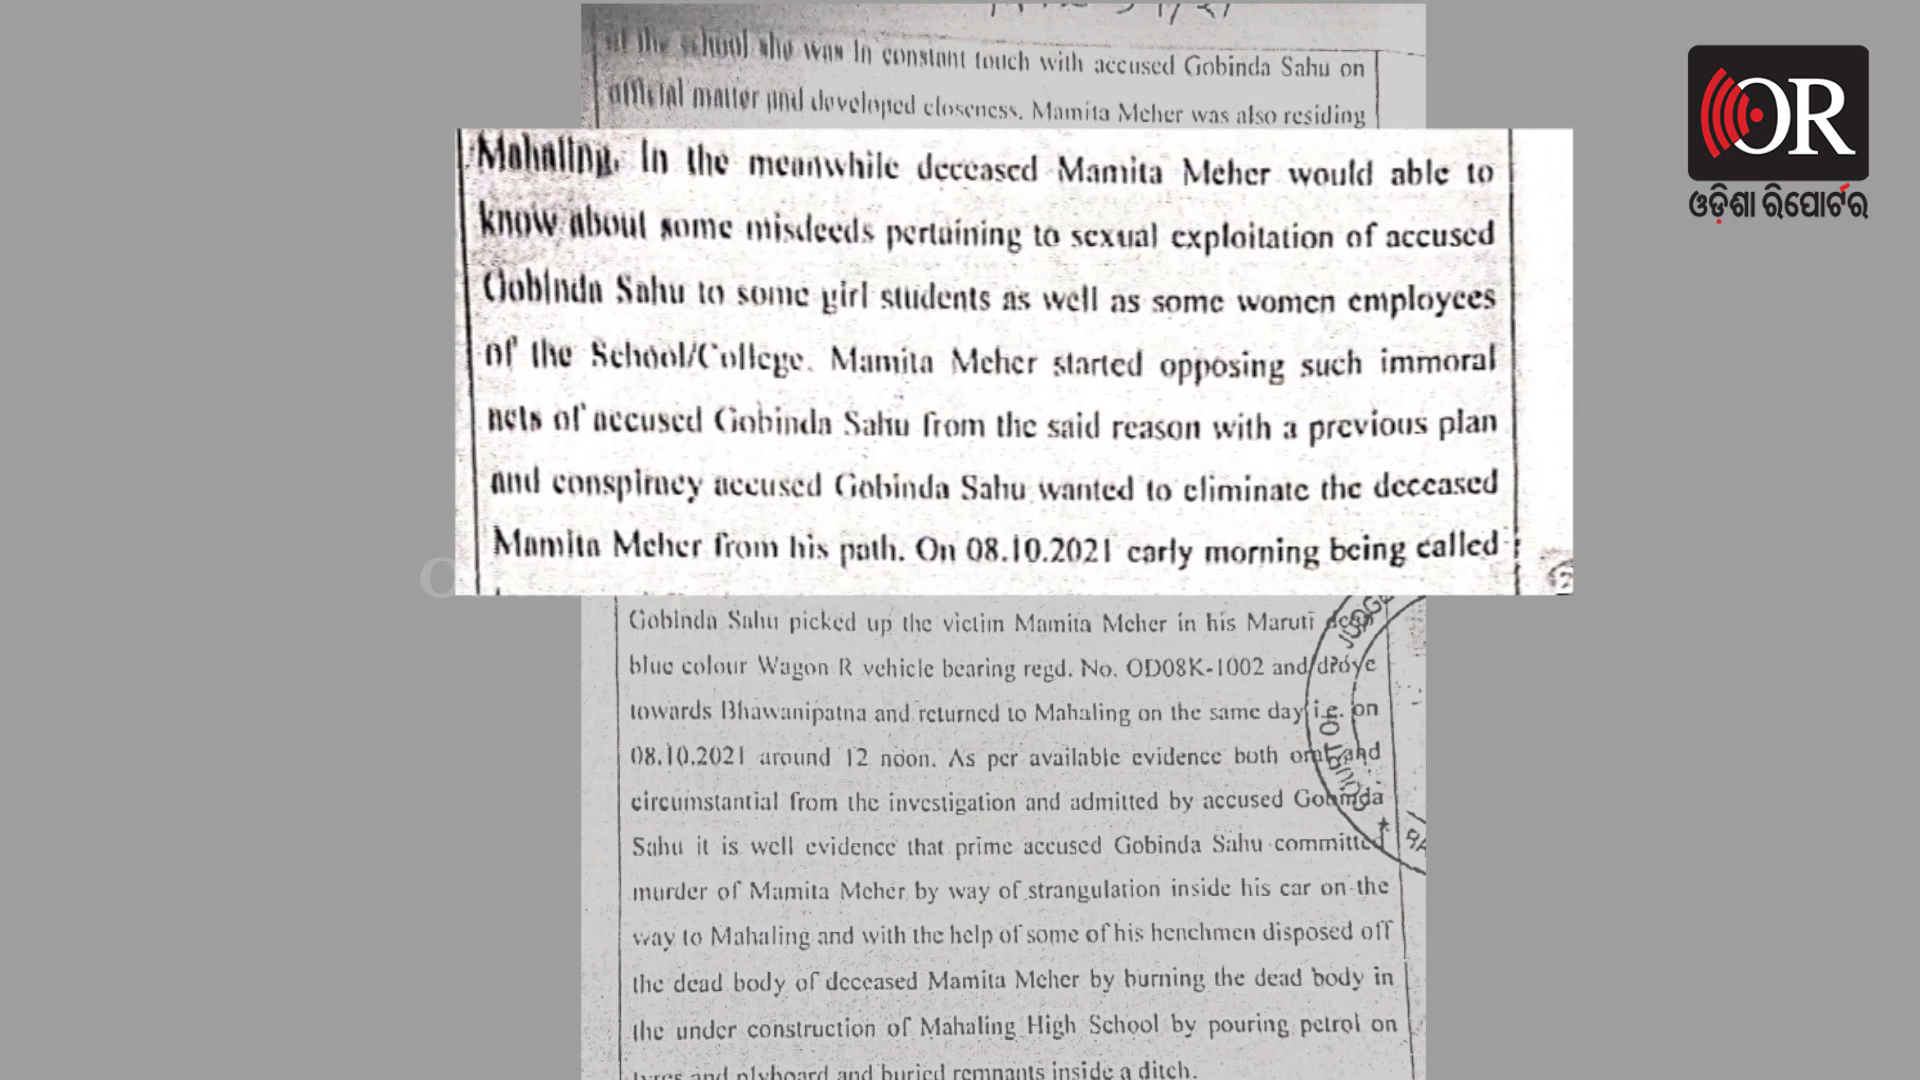 of the school she was in constant touch with accused Gobinda Sahu on
official matter and developed closeness. Mamita Meher was also residing
Mahaling. In the meanwhile deceased Mamita Meher would able to
know about some misdeeds pertaining to sexual exploitation of accused
Gobinda Sahu to some girl students as well as some women employees
of the School/College. Mamita Meher started opposing such immoral
acts of accused Gobinda Sahu from the said reason with a previous plan
and conspiracy accused Gobinda Sahu wanted to eliminate the deceased
Mamita Meher from his path. On 08.10.2021 early morning being called
Gobinda Sahu picked up the victim Mamita Meher in his Maruti deep
blue colour Wagon R vehicle bearing regd. No. OD08K-1002 and drove
towards Bhawanipatna and returned to Mahaling on the same day i.e. on
08.10.2021 around 12 noon. As per available evidence both oral and
circumstantial from the investigation and admitted by accused Gobinda
Sahu it is well evidence that prime accused Gobinda Sahu committed
murder of Mamita Meher by way of strangulation inside his car on the
way to Mahaling and with the help of some of his henchmen disposed off
the dead body of deceased Mamita Meher by burning the dead body in
the under construction of Mahaling High School by pouring petrol on
tyres and plyboard and buried remnants inside a ditch.
COURT OF
JUDGE
OR
ଓଡ଼ିଶା ରିପୋର୍ଟର